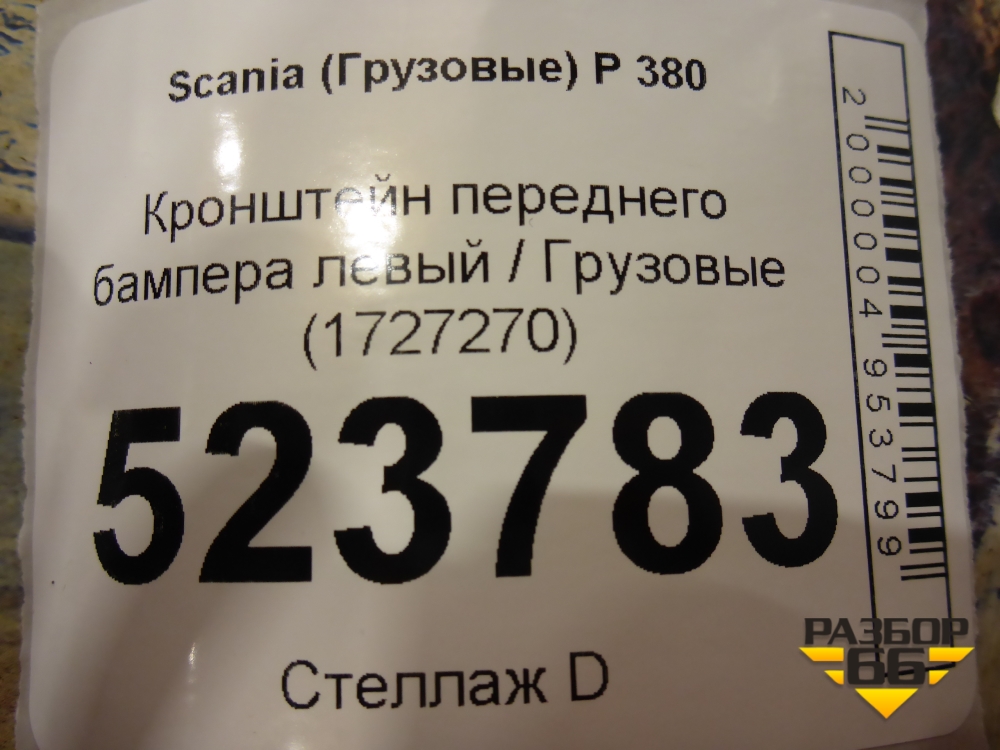 Scania (Грузовые) P 380
Кронштейн переднего
бампера левый / Грузовые
(1727270)
523783
Стеллаж D
2000004953799
РАЗБОР
66